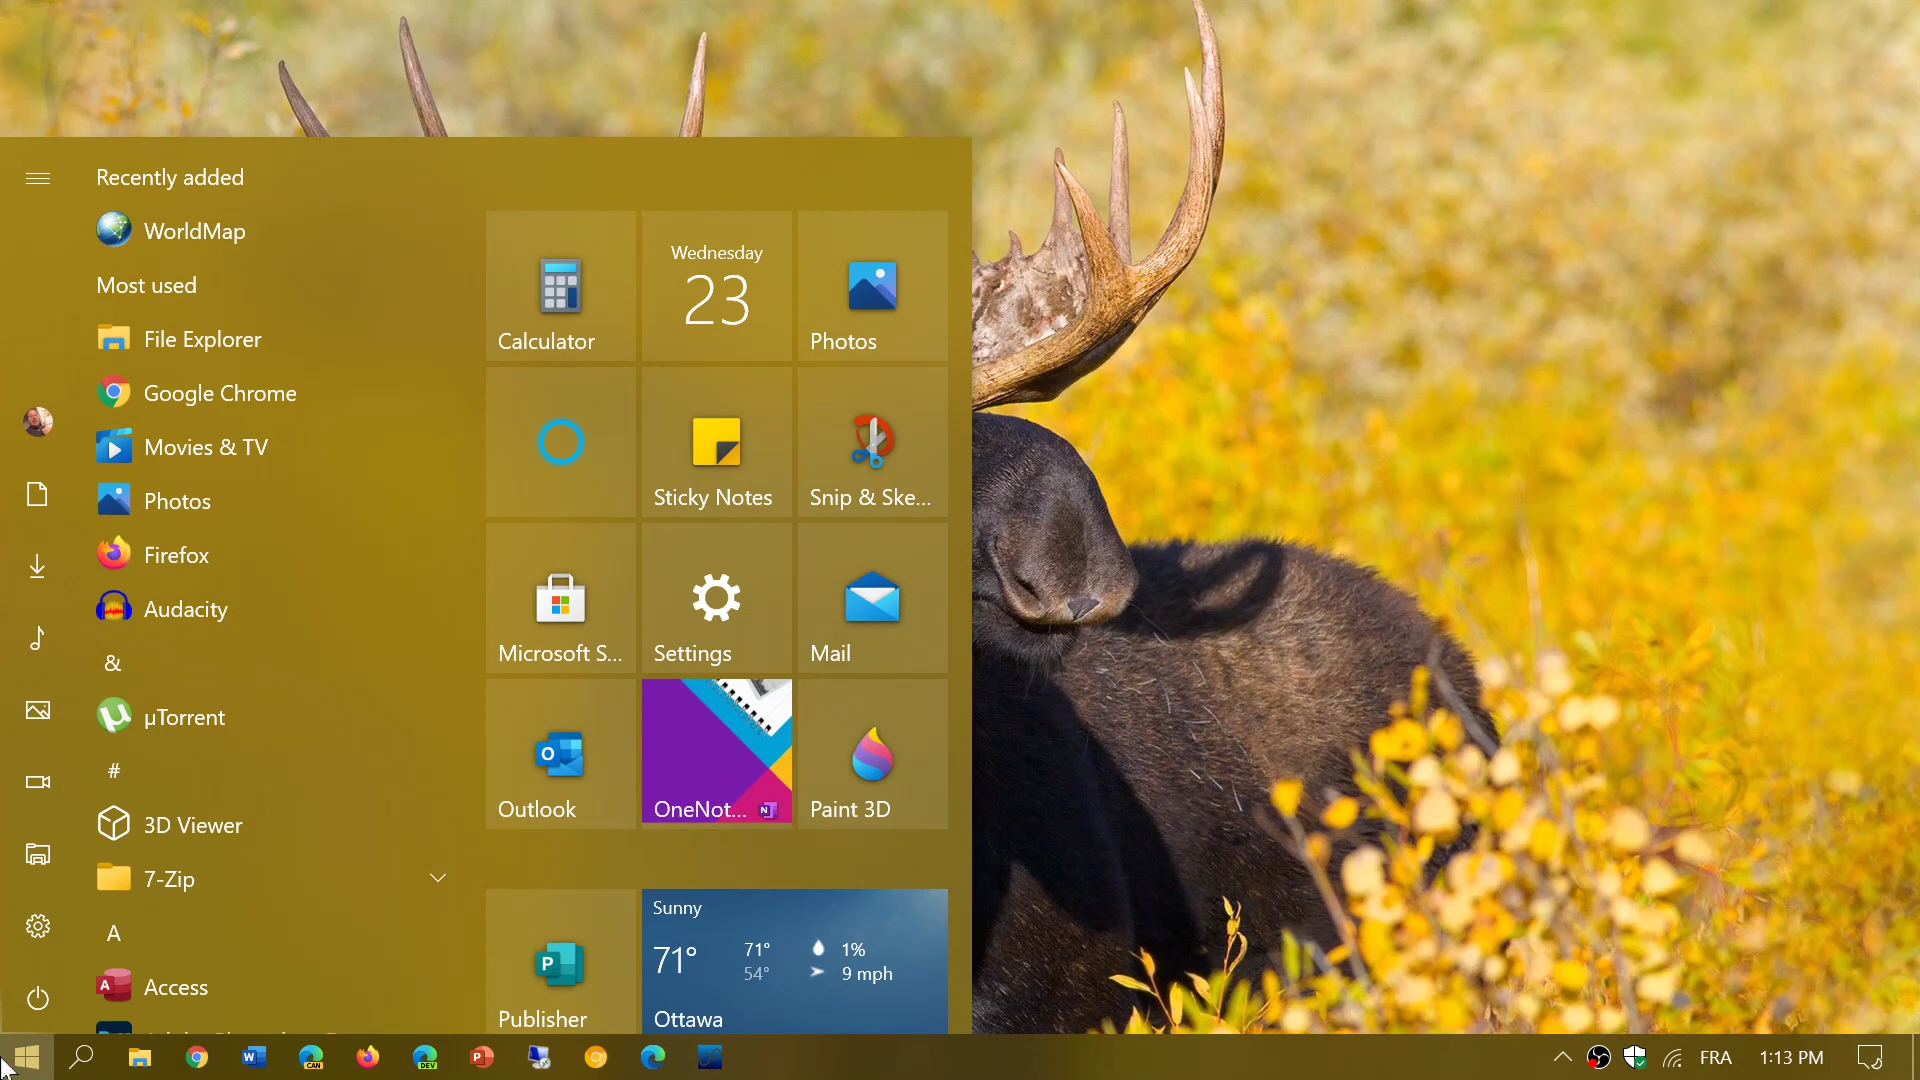 Recently added
WorldMap
Most used
File Explorer
Google Chrome
Movies & TV
Photos
Firefox
Audacity
&
µTorrent
#
3D Viewer
7-Zip
A
Access
Calculator
Wednesday
23
Photos
Sticky Notes
Snip & Ske...
Microsoft S...
Settings
Mail
Outlook
OneNot...
N
Paint 3D
Publisher
Sunny
71°
71°
54°
1%
9 mph
Ottawa
CAN
DEV
FRA
1:13 PM